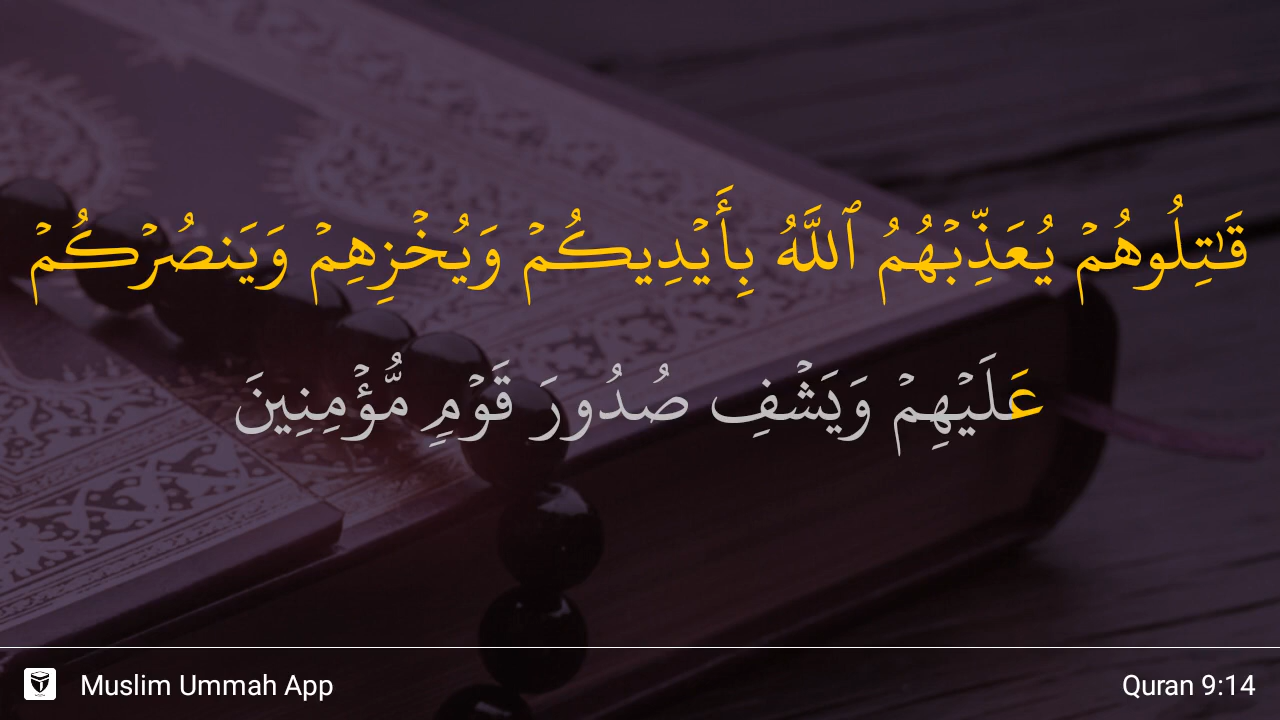 قَٰتِلُوهُمۡ يُعَذِّبۡهُمُ ٱللَّهُ بِأَيۡدِيكُمۡ وَيُخۡزِهِمۡ وَيَنصُرۡكُمۡ
عَلَيۡهِمۡ وَيَشۡفِ صُدُورَ قَوۡمٖ مُّؤۡمِنِينَ
Muslim Ummah App
Quran 9:14